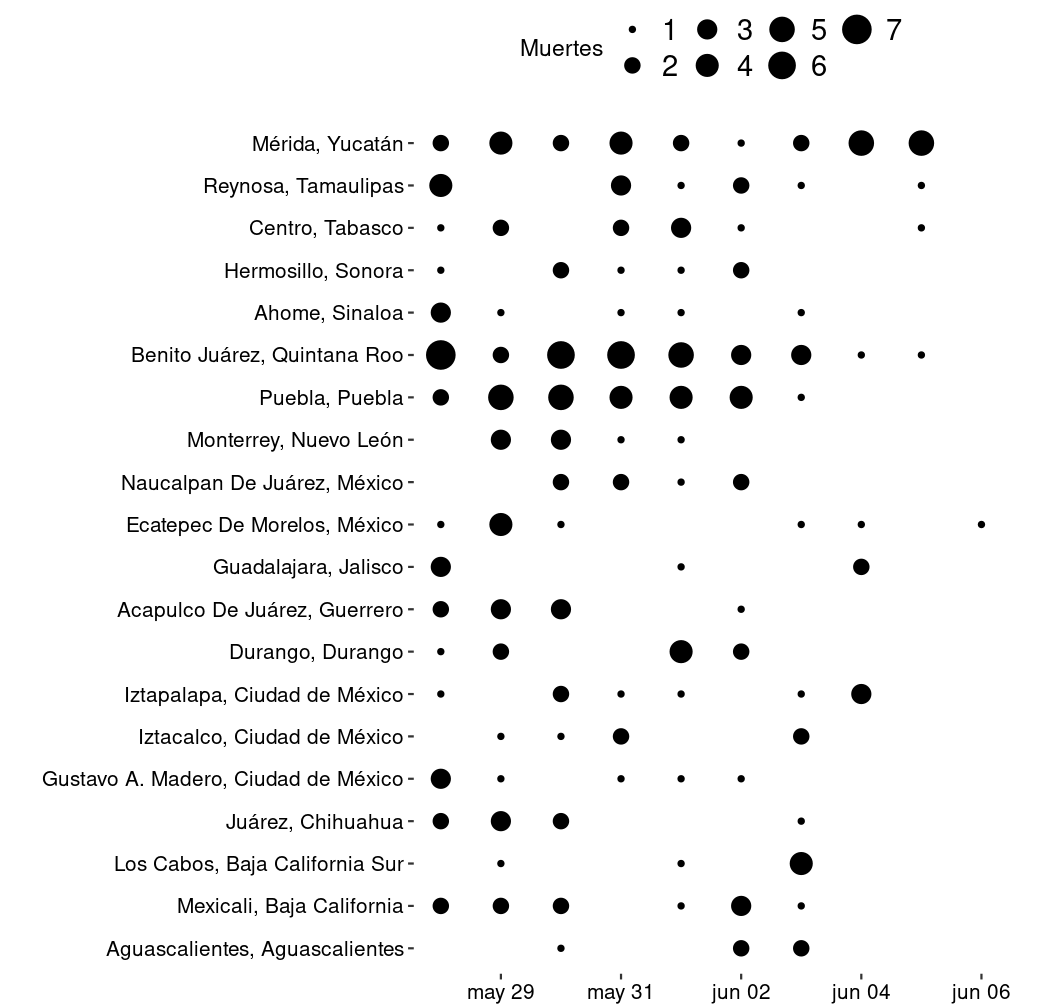 Muertes
1 3 5 7
2 4 6
Mérida, Yucatán
Reynosa, Tamaulipas
Centro, Tabasco
Hermosillo, Sonora
Ahome, Sinaloa
Benito Juárez, Quintana Roo
Puebla, Puebla
Monterrey, Nuevo León
Naucalpan De Juárez, México
Ecatepec De Morelos, México
Guadalajara, Jalisco
Acapulco De Juárez, Guerrero
Durango, Durango
Iztapalapa, Ciudad de México
Iztacalco, Ciudad de México
Gustavo A. Madero, Ciudad de México
Juárez, Chihuahua
Los Cabos, Baja California Sur
Mexicali, Baja California
Aguascalientes, Aguascalientes
may 29 may 31 jun 02 jun 04 jun 06